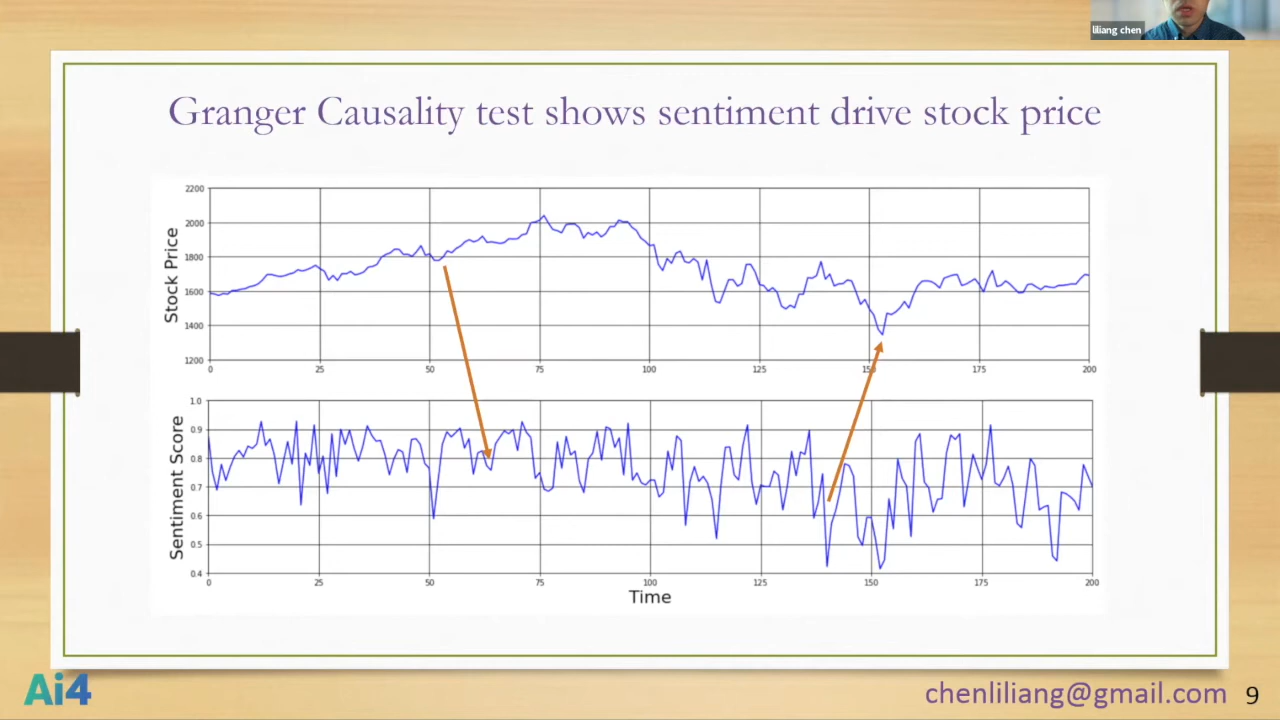 liliang chen
Granger Causality test shows sentiment drive stock price
Stock Price
2200
2000
1800
1600
1400
1200
0 25 50 75 100 125 150 175 200
Sentiment Score
1.0
0.9
0.8
0.7
0.6
0.5
0.4
0 25 50 75 100 125 150 175 200
Time
Ai4
chenliliang@gmail.com 9